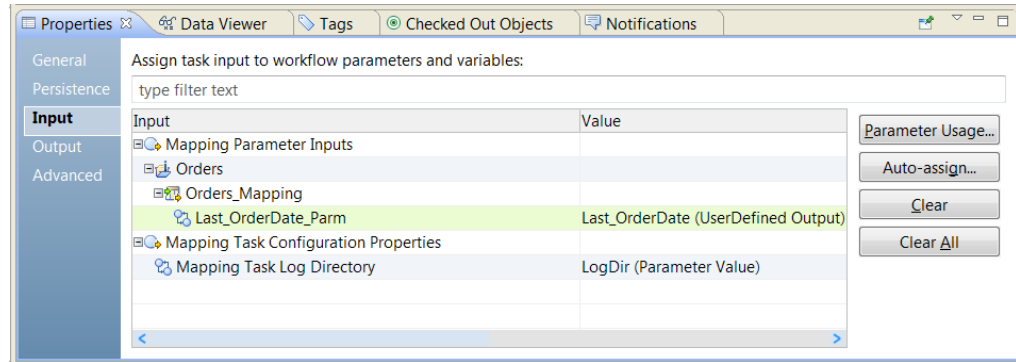 Properties Data Viewer Tags Checked Out Objects Notifications
General
Persistence
Input
Output
Advanced
Assign task input to workflow parameters and variables:
type filter text
Input Value
Mapping Parameter Inputs
Orders
Orders_Mapping
Last_OrderDate_Parm Last_OrderDate (UserDefined Output)
Mapping Task Configuration Properties
Mapping Task Log Directory LogDir (Parameter Value)
Parameter Usage...
Auto-assign...
Clear
Clear All